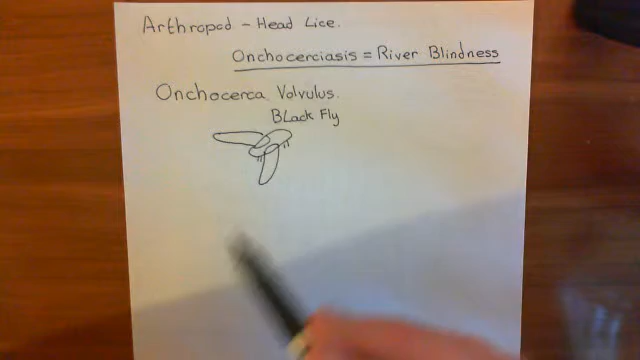 Arthropod - Head Lice.
Onchocerciasis = River Blindness
Onchocerca Volvulus.
Black Fly